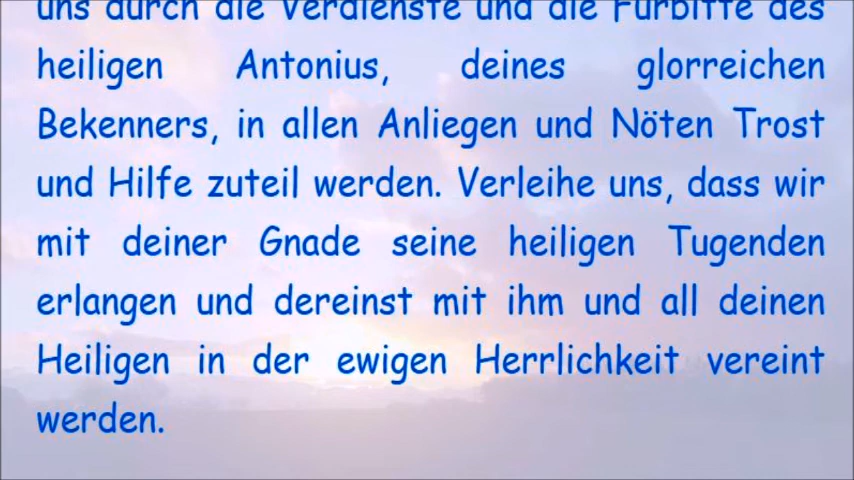 uns durch die Verdienste und die Fürbitte des
heiligen Antonius, deines glorreichen
Bekenners, in allen Anliegen und Nöten Trost
und Hilfe zuteil werden. Verleihe uns, dass wir
mit deiner Gnade seine heiligen Tugenden
erlangen und dereinst mit ihm und all deinen
Heiligen in der ewigen Herrlichkeit vereint
werden.